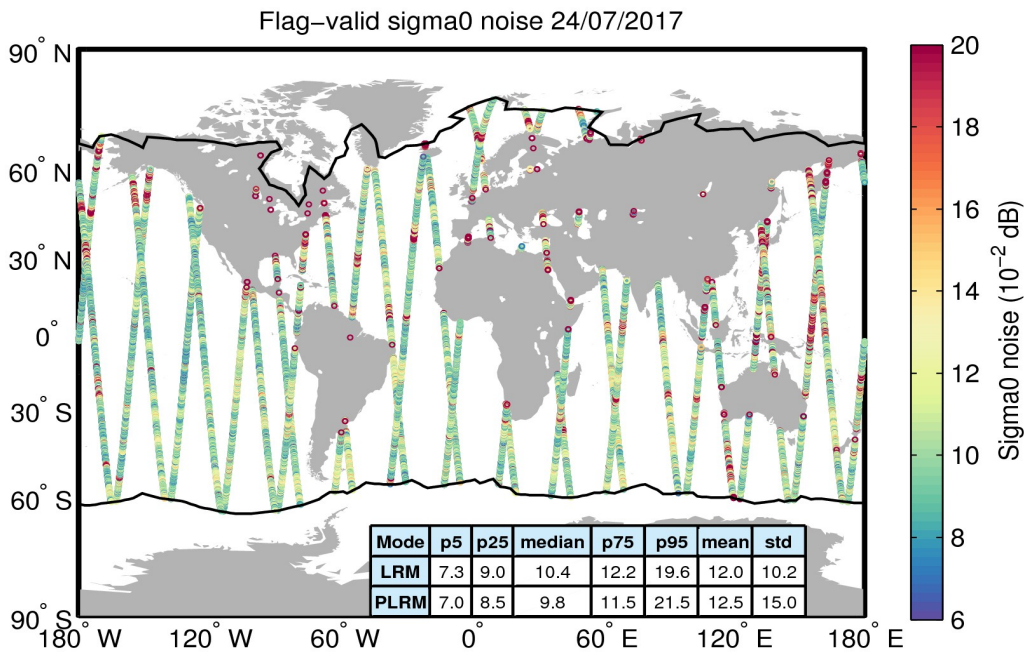 Flag−valid sigma0 noise 24/07/2017
90° N
60° N
30° N
0°
30° S
60° S
90° S
180° W
120° W
60° W
0°
60° E
120° E
180° E
Mode p5 p25 median p75 p95 mean std
LRM 7.3 9.0 10.4 12.2 19.6 12.0 10.2
PLRM 7.0 8.5 9.8 11.5 21.5 12.5 15.0
20
18
16
14
12
10
8
6
Sigma0 noise (10⁻² dB)